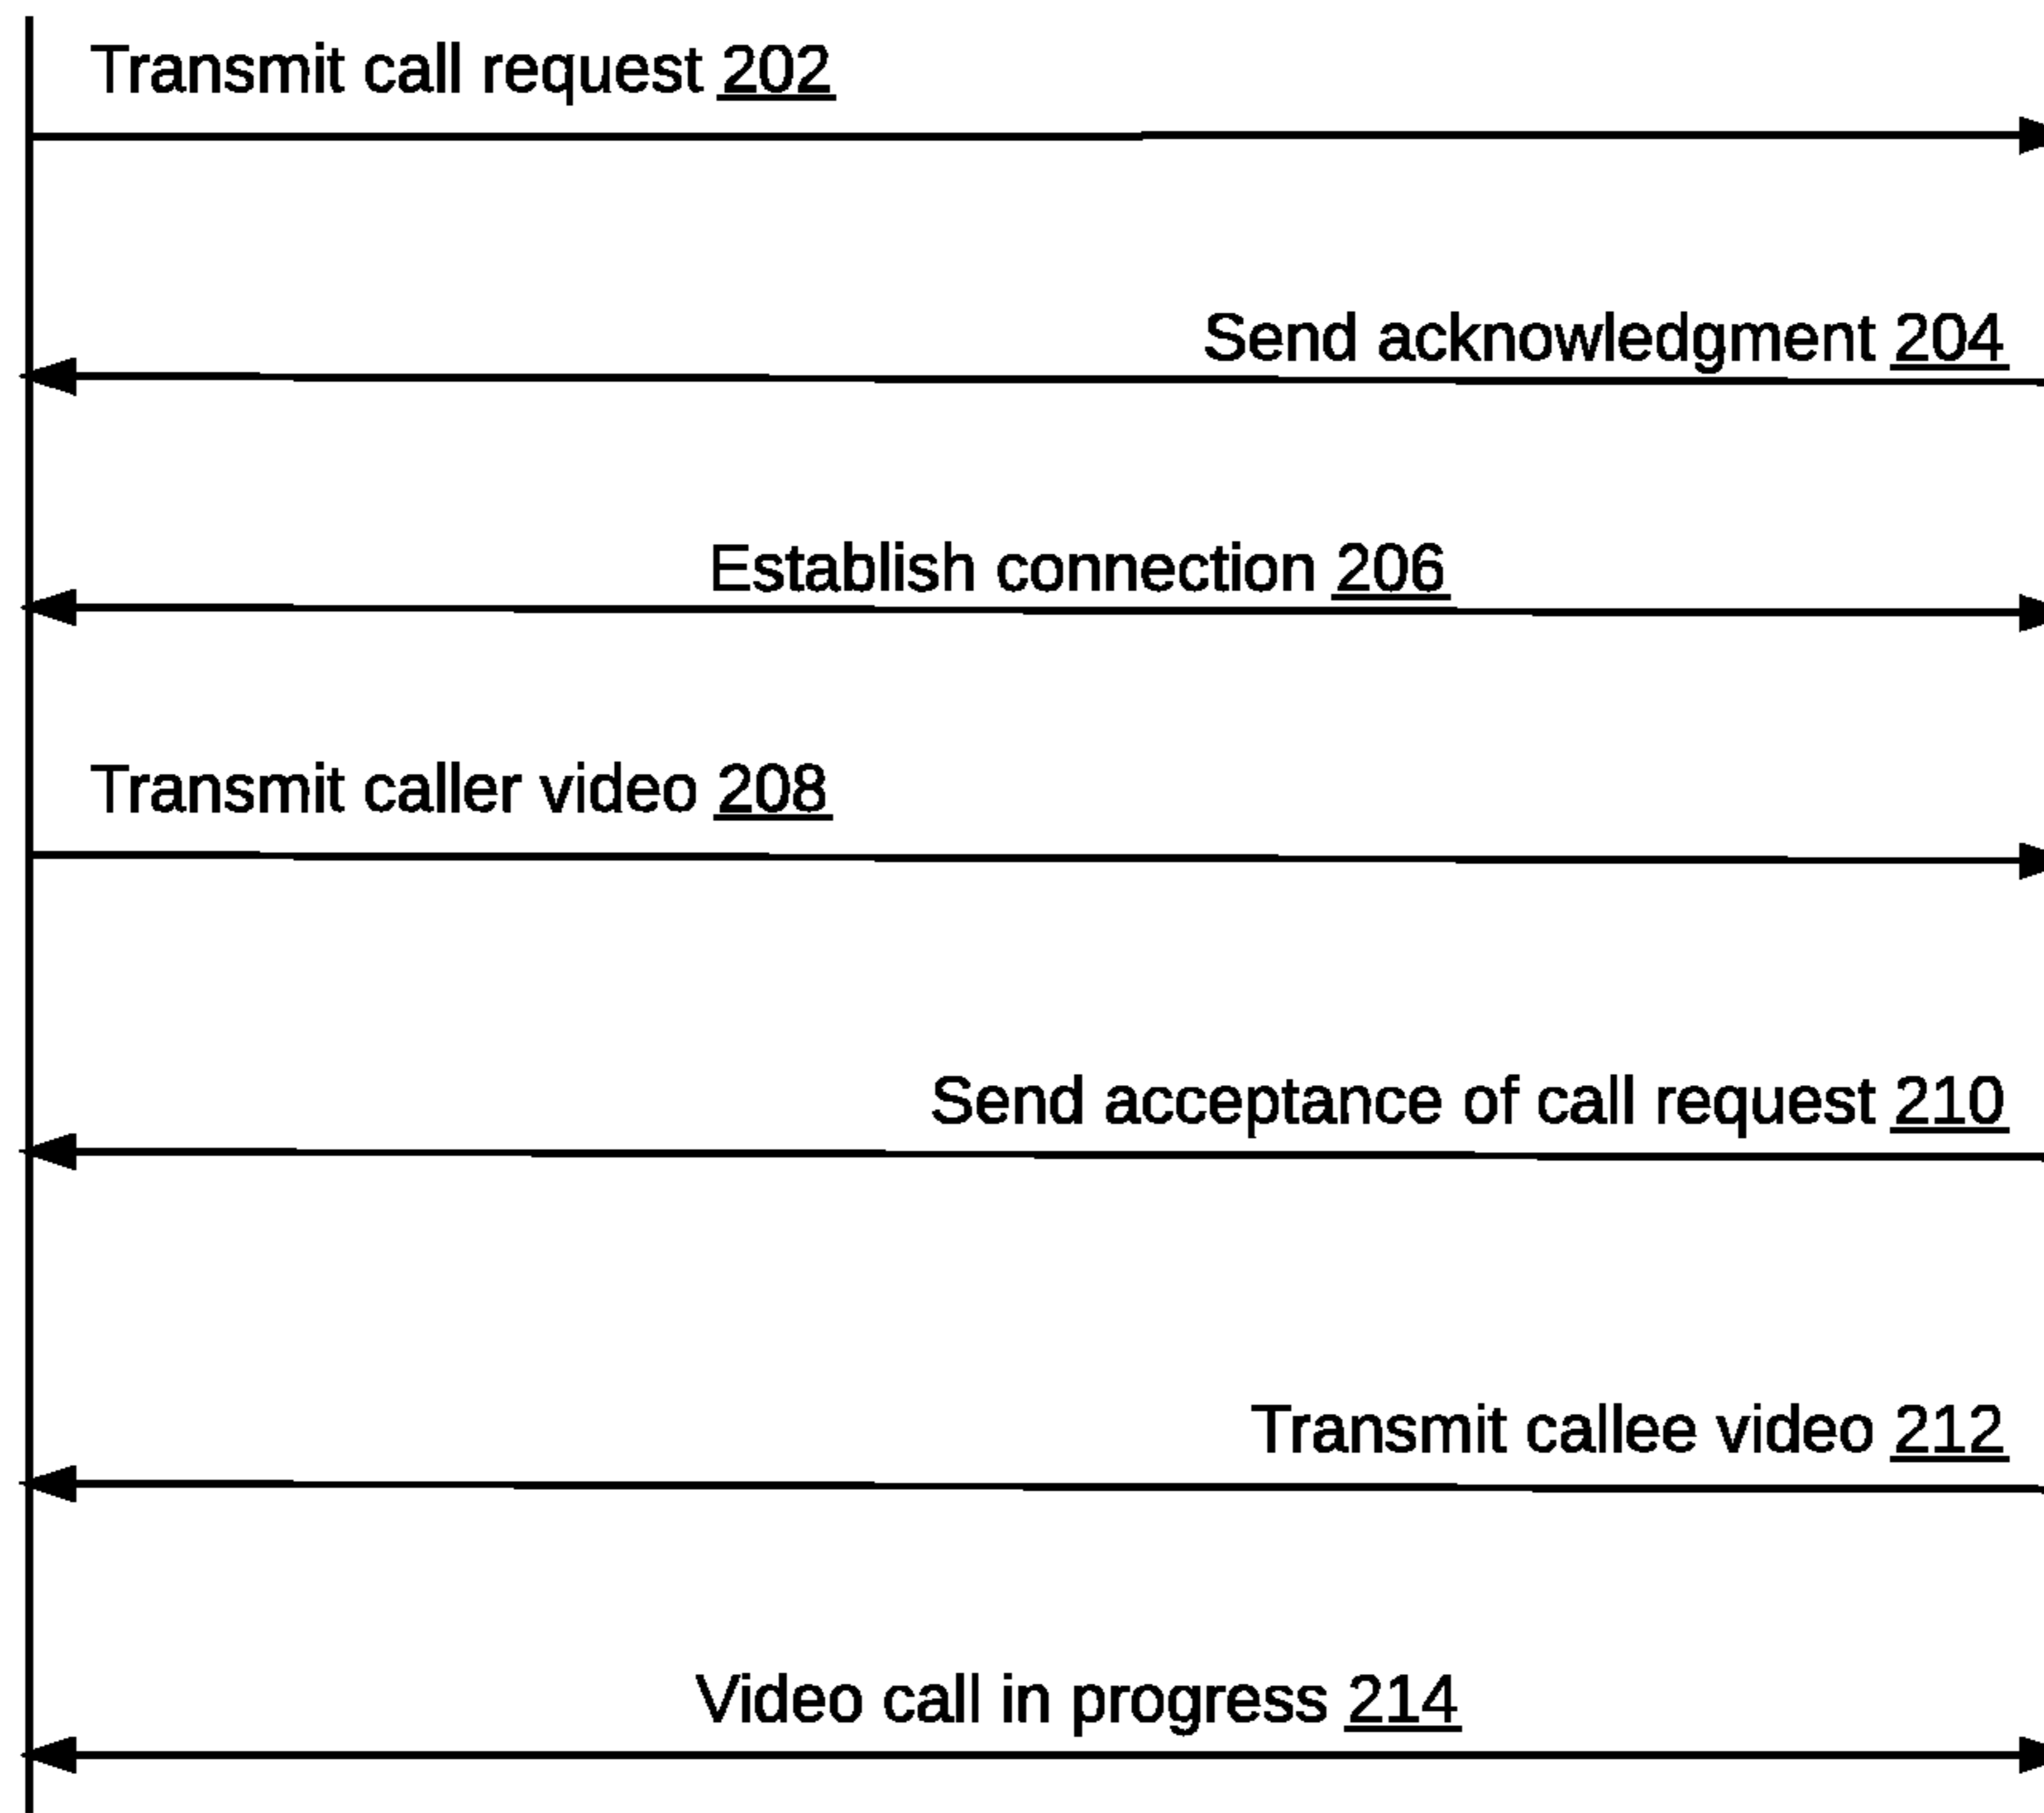 Transmit call request 202
Send acknowledgment 204
Establish connection 206
Transmit caller video 208
Send acceptance of call request 210
Transmit callee video 212
Video call in progress 214